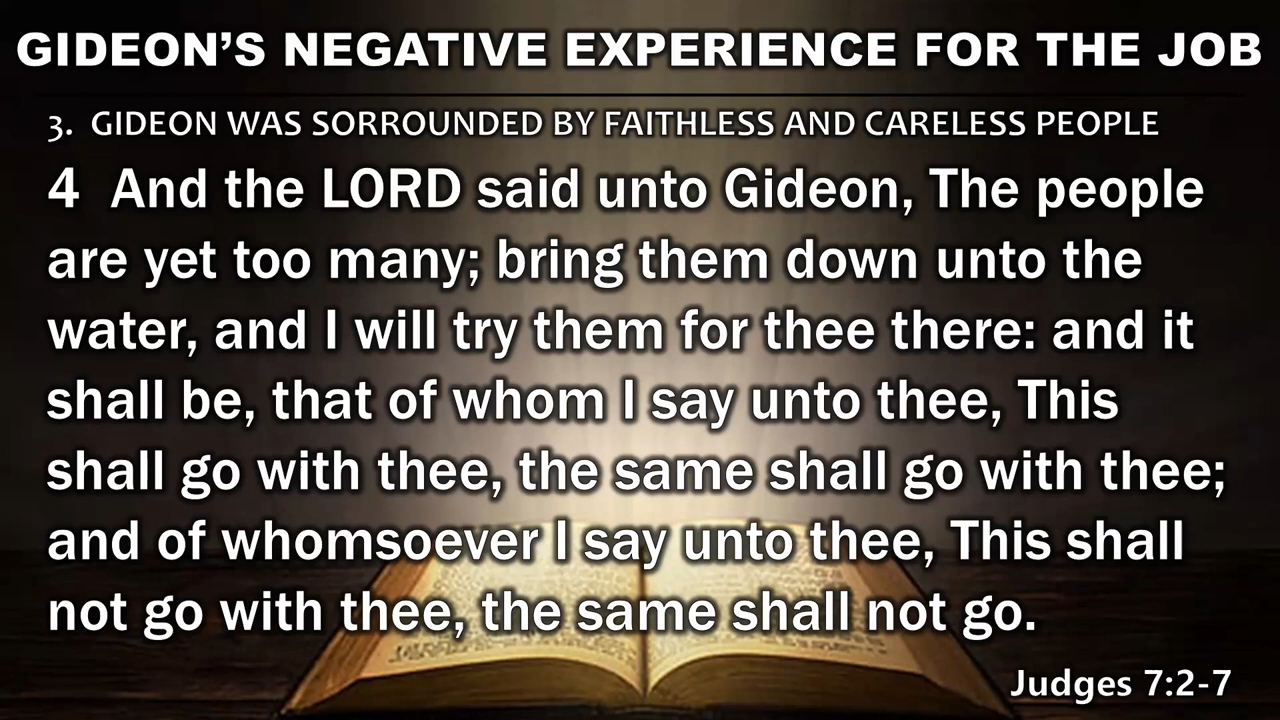 GIDEON’S NEGATIVE EXPERIENCE FOR THE JOB
3. GIDEON WAS SORROUNDED BY FAITHLESS AND CARELESS PEOPLE
4 And the LORD said unto Gideon, The people
are yet too many; bring them down unto the
water, and I will try them for thee there: and it
shall be, that of whom I say unto thee, This
shall go with thee, the same shall go with thee;
and of whomsoever I say unto thee, This shall
not go with thee, the same shall not go.
Judges 7:2-7